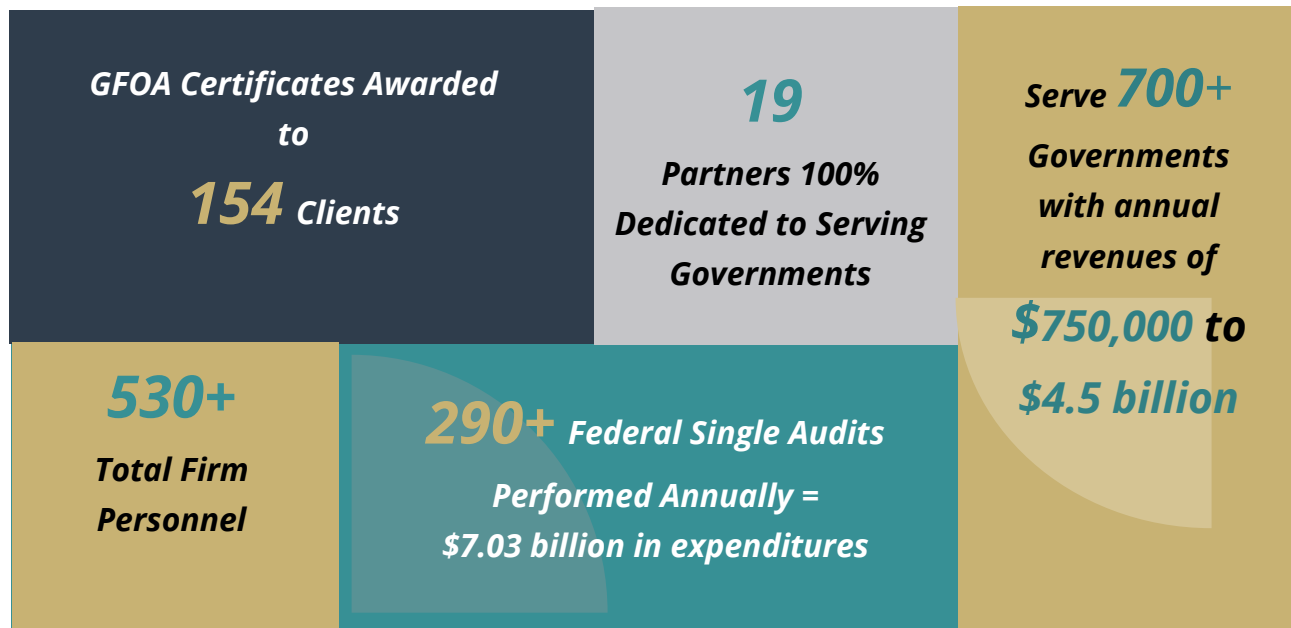 GFOA Certificates Awarded
to
154 Clients
19
Partners 100%
Dedicated to Serving
Governments
Serve 700+
Governments
with annual
revenues of
$750,000 to
$4.5 billion
530+
Total Firm
Personnel
290+ Federal Single Audits
Performed Annually =
$7.03 billion in expenditures